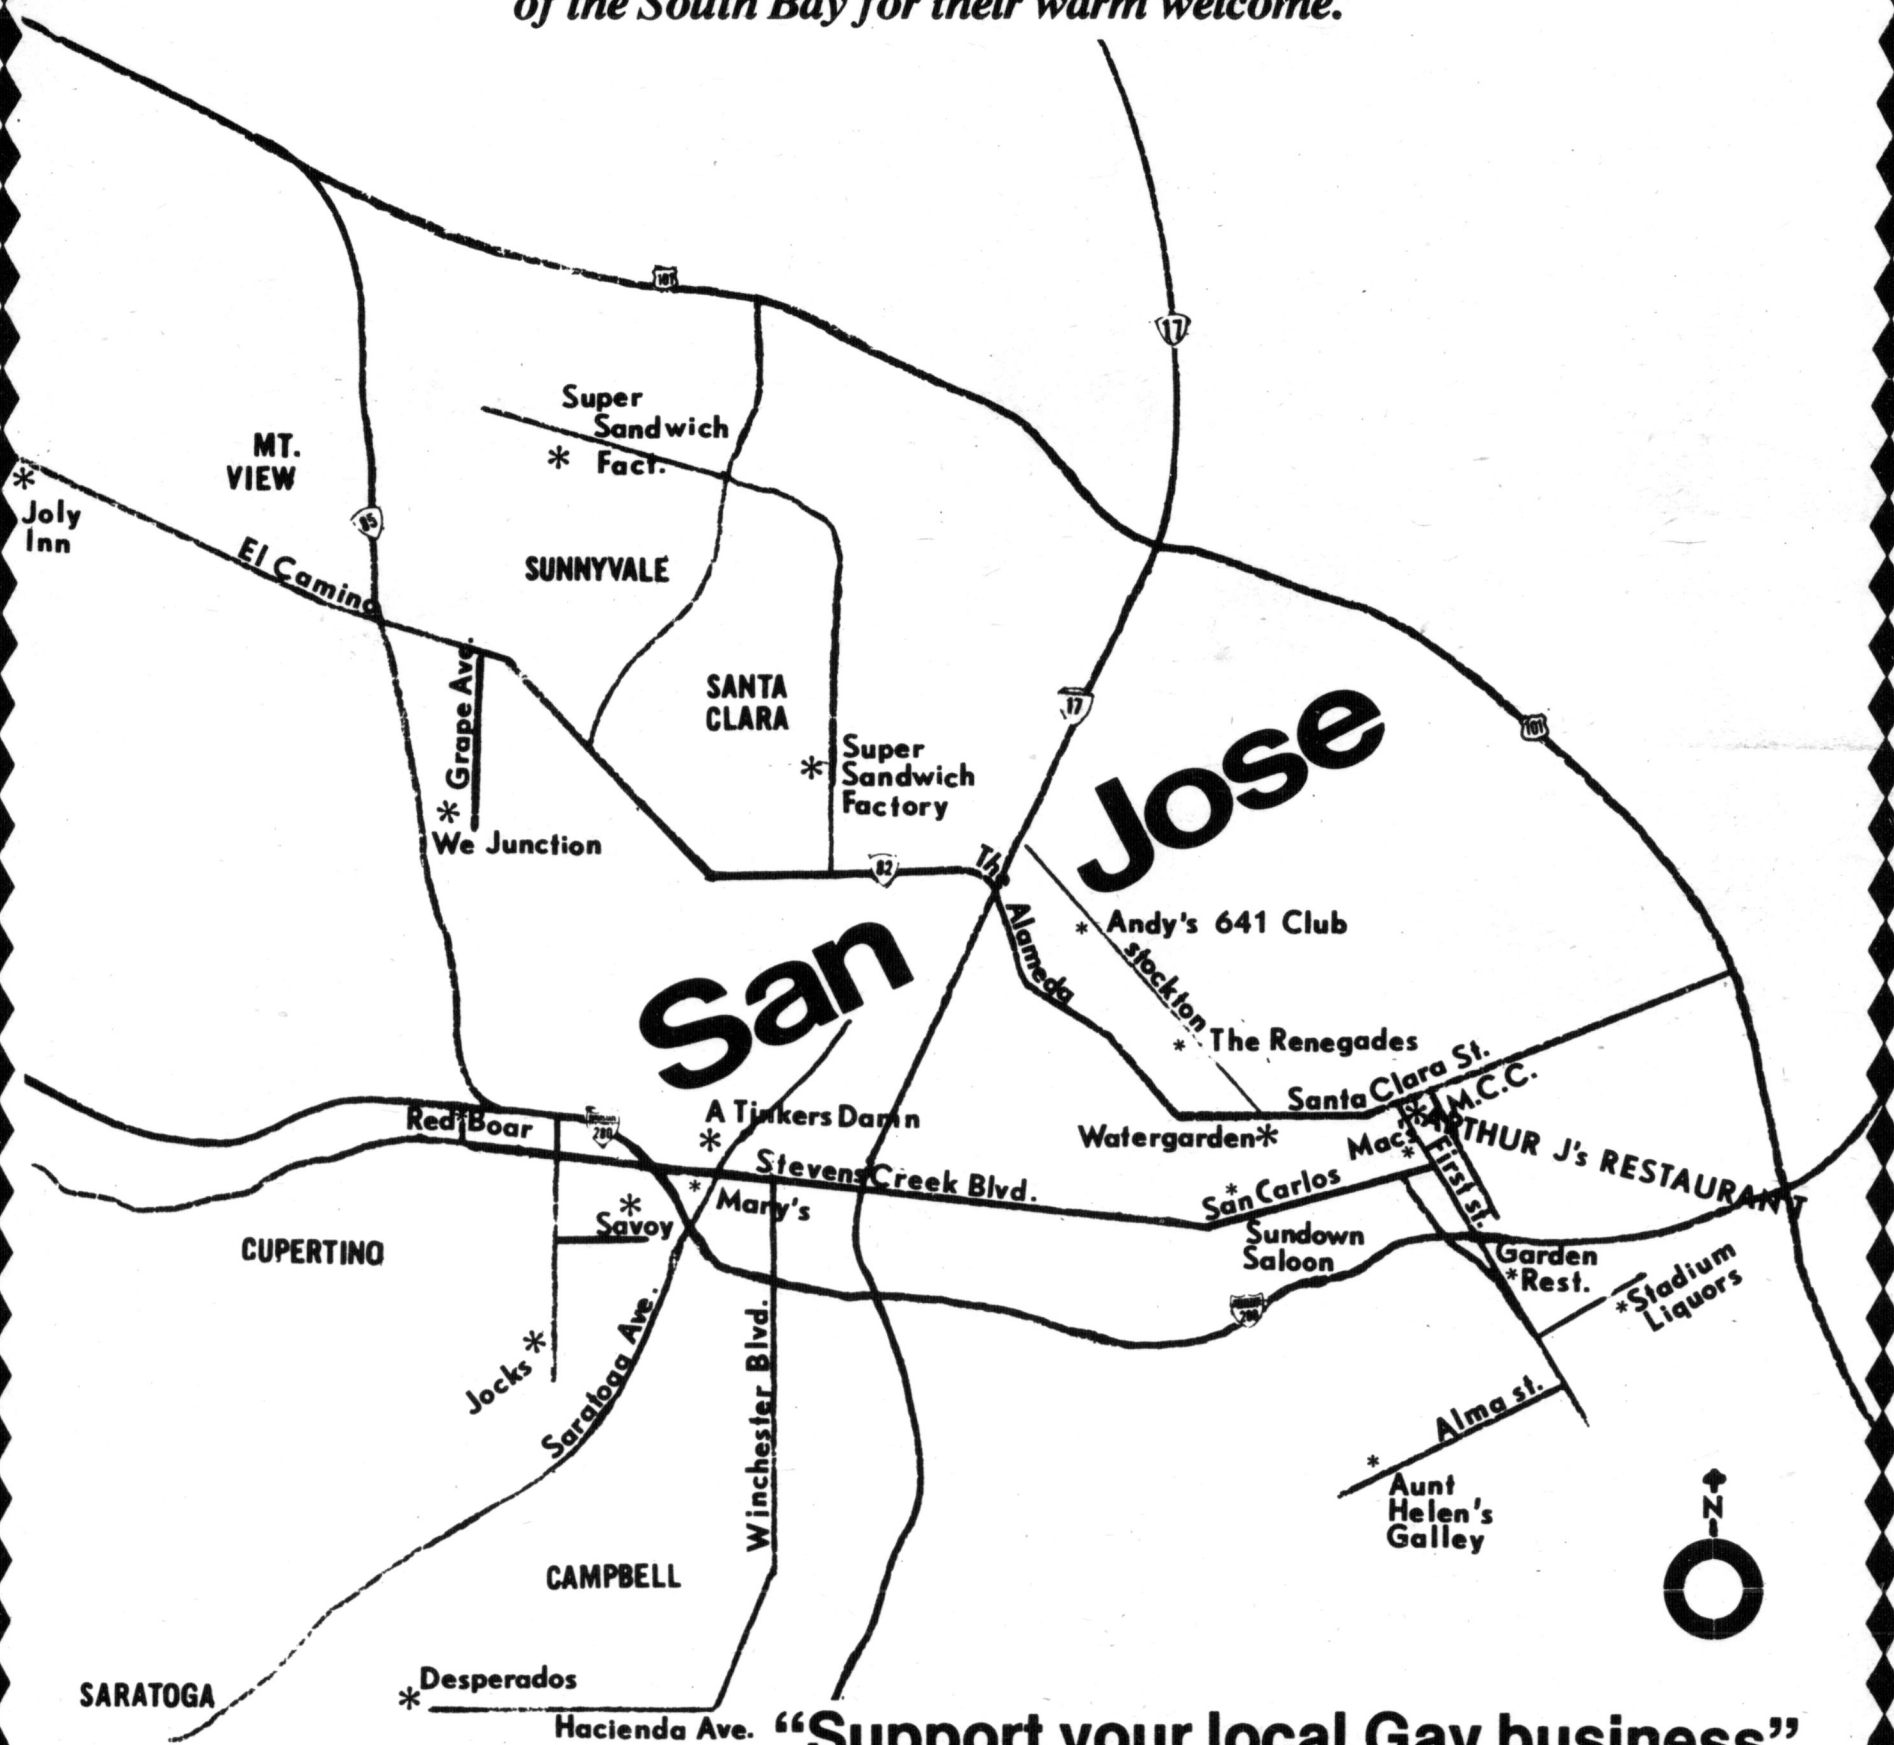 of the South Bay for their warm welcome.
101
17
Super
Sandwich
Fact.
MT.
VIEW
Joly
Inn
85
El Camino
SUNNYVALE
Grape Ave.
We Junction
SANTA
CLARA
Super
Sandwich
Factory
17
101
San Jose
82
The
Alameda
Andy's 641 Club
Stockton
The Renegades
Santa Clara St.
M.C.C.
ARTHUR J's RESTAURANT
Watergarden
Macs
First st.
Red Boar
280
A Tinkers Damn
Stevens Creek Blvd.
Mary's
Savoy
San Carlos
Sundown
Saloon
CUPERTINO
Garden
Rest.
Stadium
Liquors
280
Jocks
Saratoga Ave.
Winchester Blvd.
Alma st.
Aunt
Helen's
Galley
N
CAMPBELL
SARATOGA
Desperados
Hacienda Ave.
“Support your local Gay business”